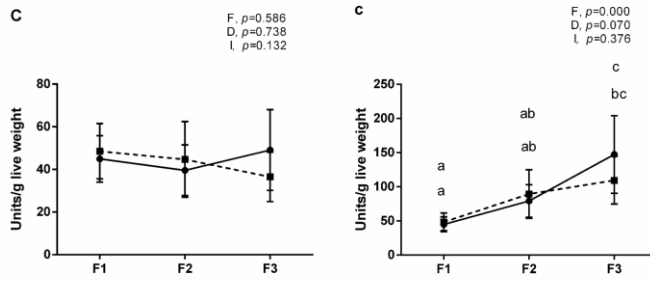 C
F, p=0.586
D, p=0.738
I, p=0.132
Units/g live weight
80
60
40
20
0
F1 F2 F3
c
F, p=0.000
D, p=0.070
I, p=0.376
Units/g live weight
250
200
150
100
50
0
c
bc
ab
ab
a
a
F1 F2 F3